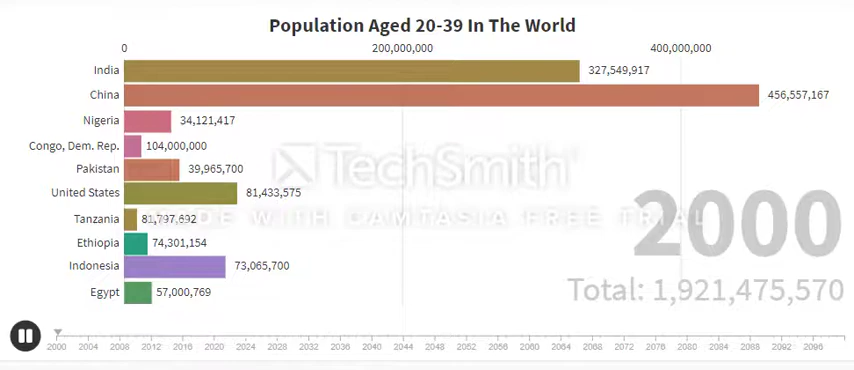 Population Aged 20-39 In The World
0 200,000,000 400,000,000
India 327,549,917
China 456,557,167
Nigeria 34,121,417
Congo, Dem. Rep. 104,000,000
TechSmith
Pakistan 39,965,700
United States 81,433,575
Tanzania 81,797,692
MADE WITH CAMTASIA FREE TRIAL
2000
Ethiopia 74,301,154
Indonesia 73,065,700
Egypt 57,000,769
Total: 1,921,475,570
2000 2004 2008 2012 2016 2020 2024 2028 2032 2036 2040 2044 2048 2052 2056 2060 2064 2068 2072 2076 2080 2084 2088 2092 2096